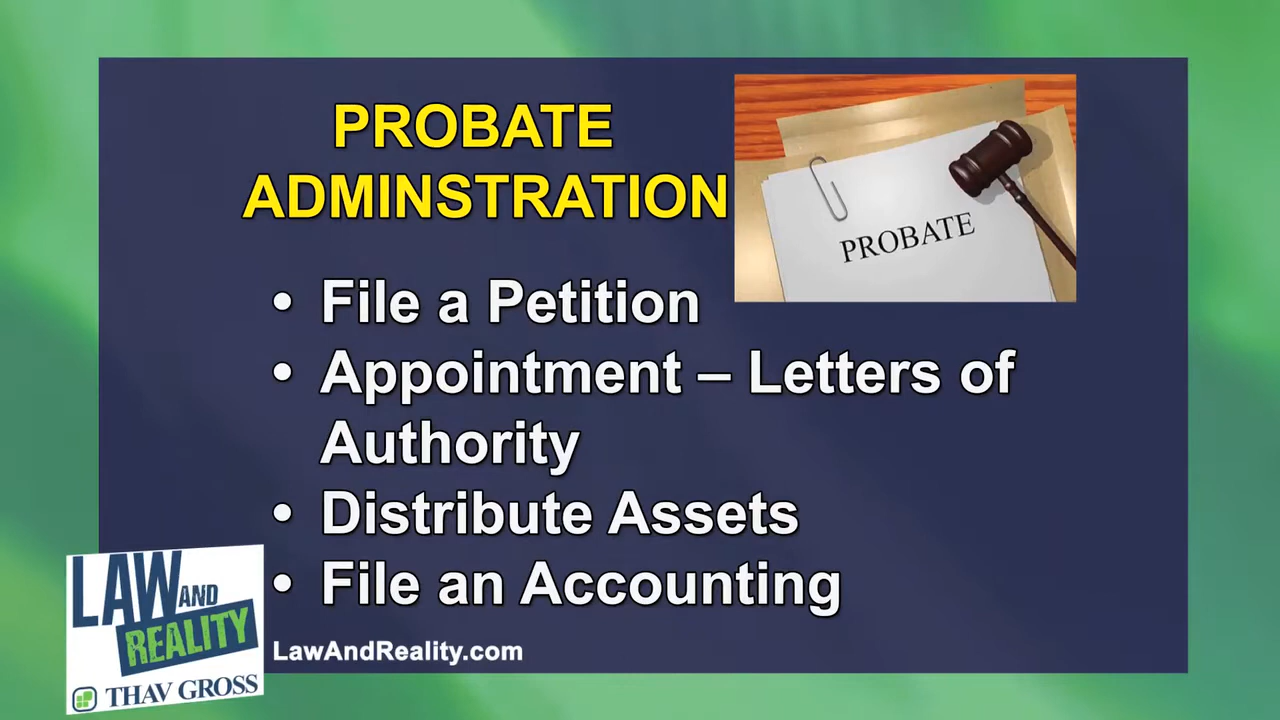 PROBATE
ADMINSTRATION
PROBATE
• File a Petition
• Appointment – Letters of
Authority
• Distribute Assets
• File an Accounting
LAW AND
REALITY
THAV GROSS
LawAndReality.com